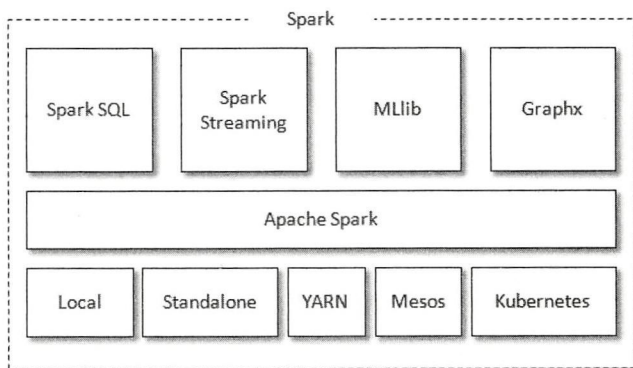 Spark
Spark SQL
Spark
Streaming
MLlib
Graphx
Apache Spark
Local
Standalone
YARN
Mesos
Kubernetes